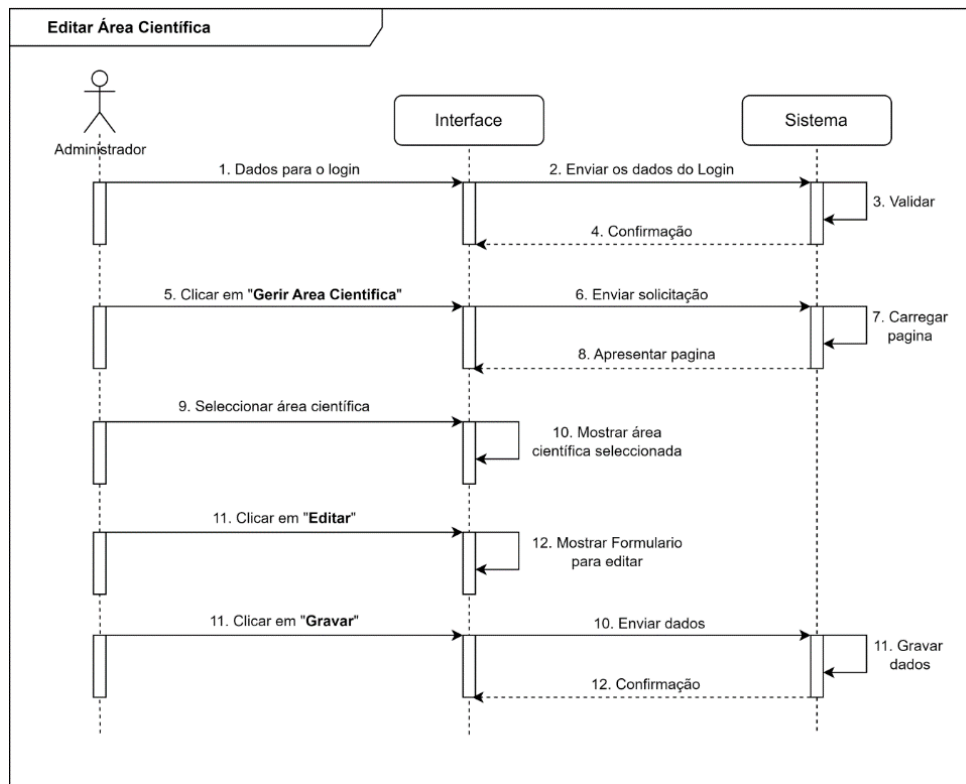 Editar Área Científica
Interface
Sistema
Administrador
1. Dados para o login
2. Enviar os dados do Login
3. Validar
4. Confirmação
5. Clicar em "Gerir Area Cientifica"
6. Enviar solicitação
7. Carregar
pagina
8. Apresentar pagina
9. Seleccionar área científica
10. Mostrar área
científica seleccionada
11. Clicar em "Editar"
12. Mostrar Formulario
para editar
11. Clicar em "Gravar"
10. Enviar dados
11. Gravar
dados
12. Confirmação